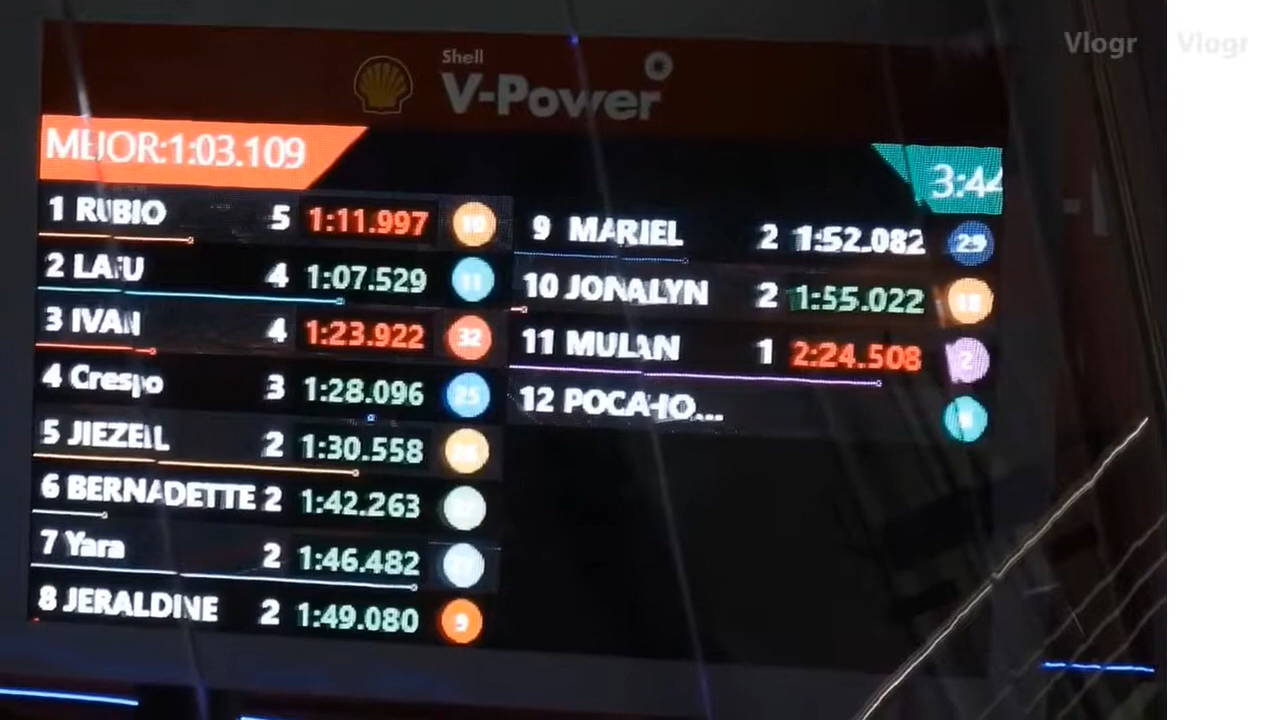 Vlogr Vlogr
Shell
V-Power
MEJOR:1:03.109
3:44
1 RUBIO 5 1:11.997 10
2 LAFU 4 1:07.529 11
3 IVAN 4 1:23.922 32
4 Crespo 3 1:28.096 25
5 JIEZEL 2 1:30.558
6 BERNADETTE 2 1:42.263
7 Yara 2 1:46.482
8 JERALDINE 2 1:49.080 9
9 MARIEL 2 1:52.082 29
10 JONALYN 2 1:55.022 18
11 MULAN 1 2:24.508 2
12 POCAHO...